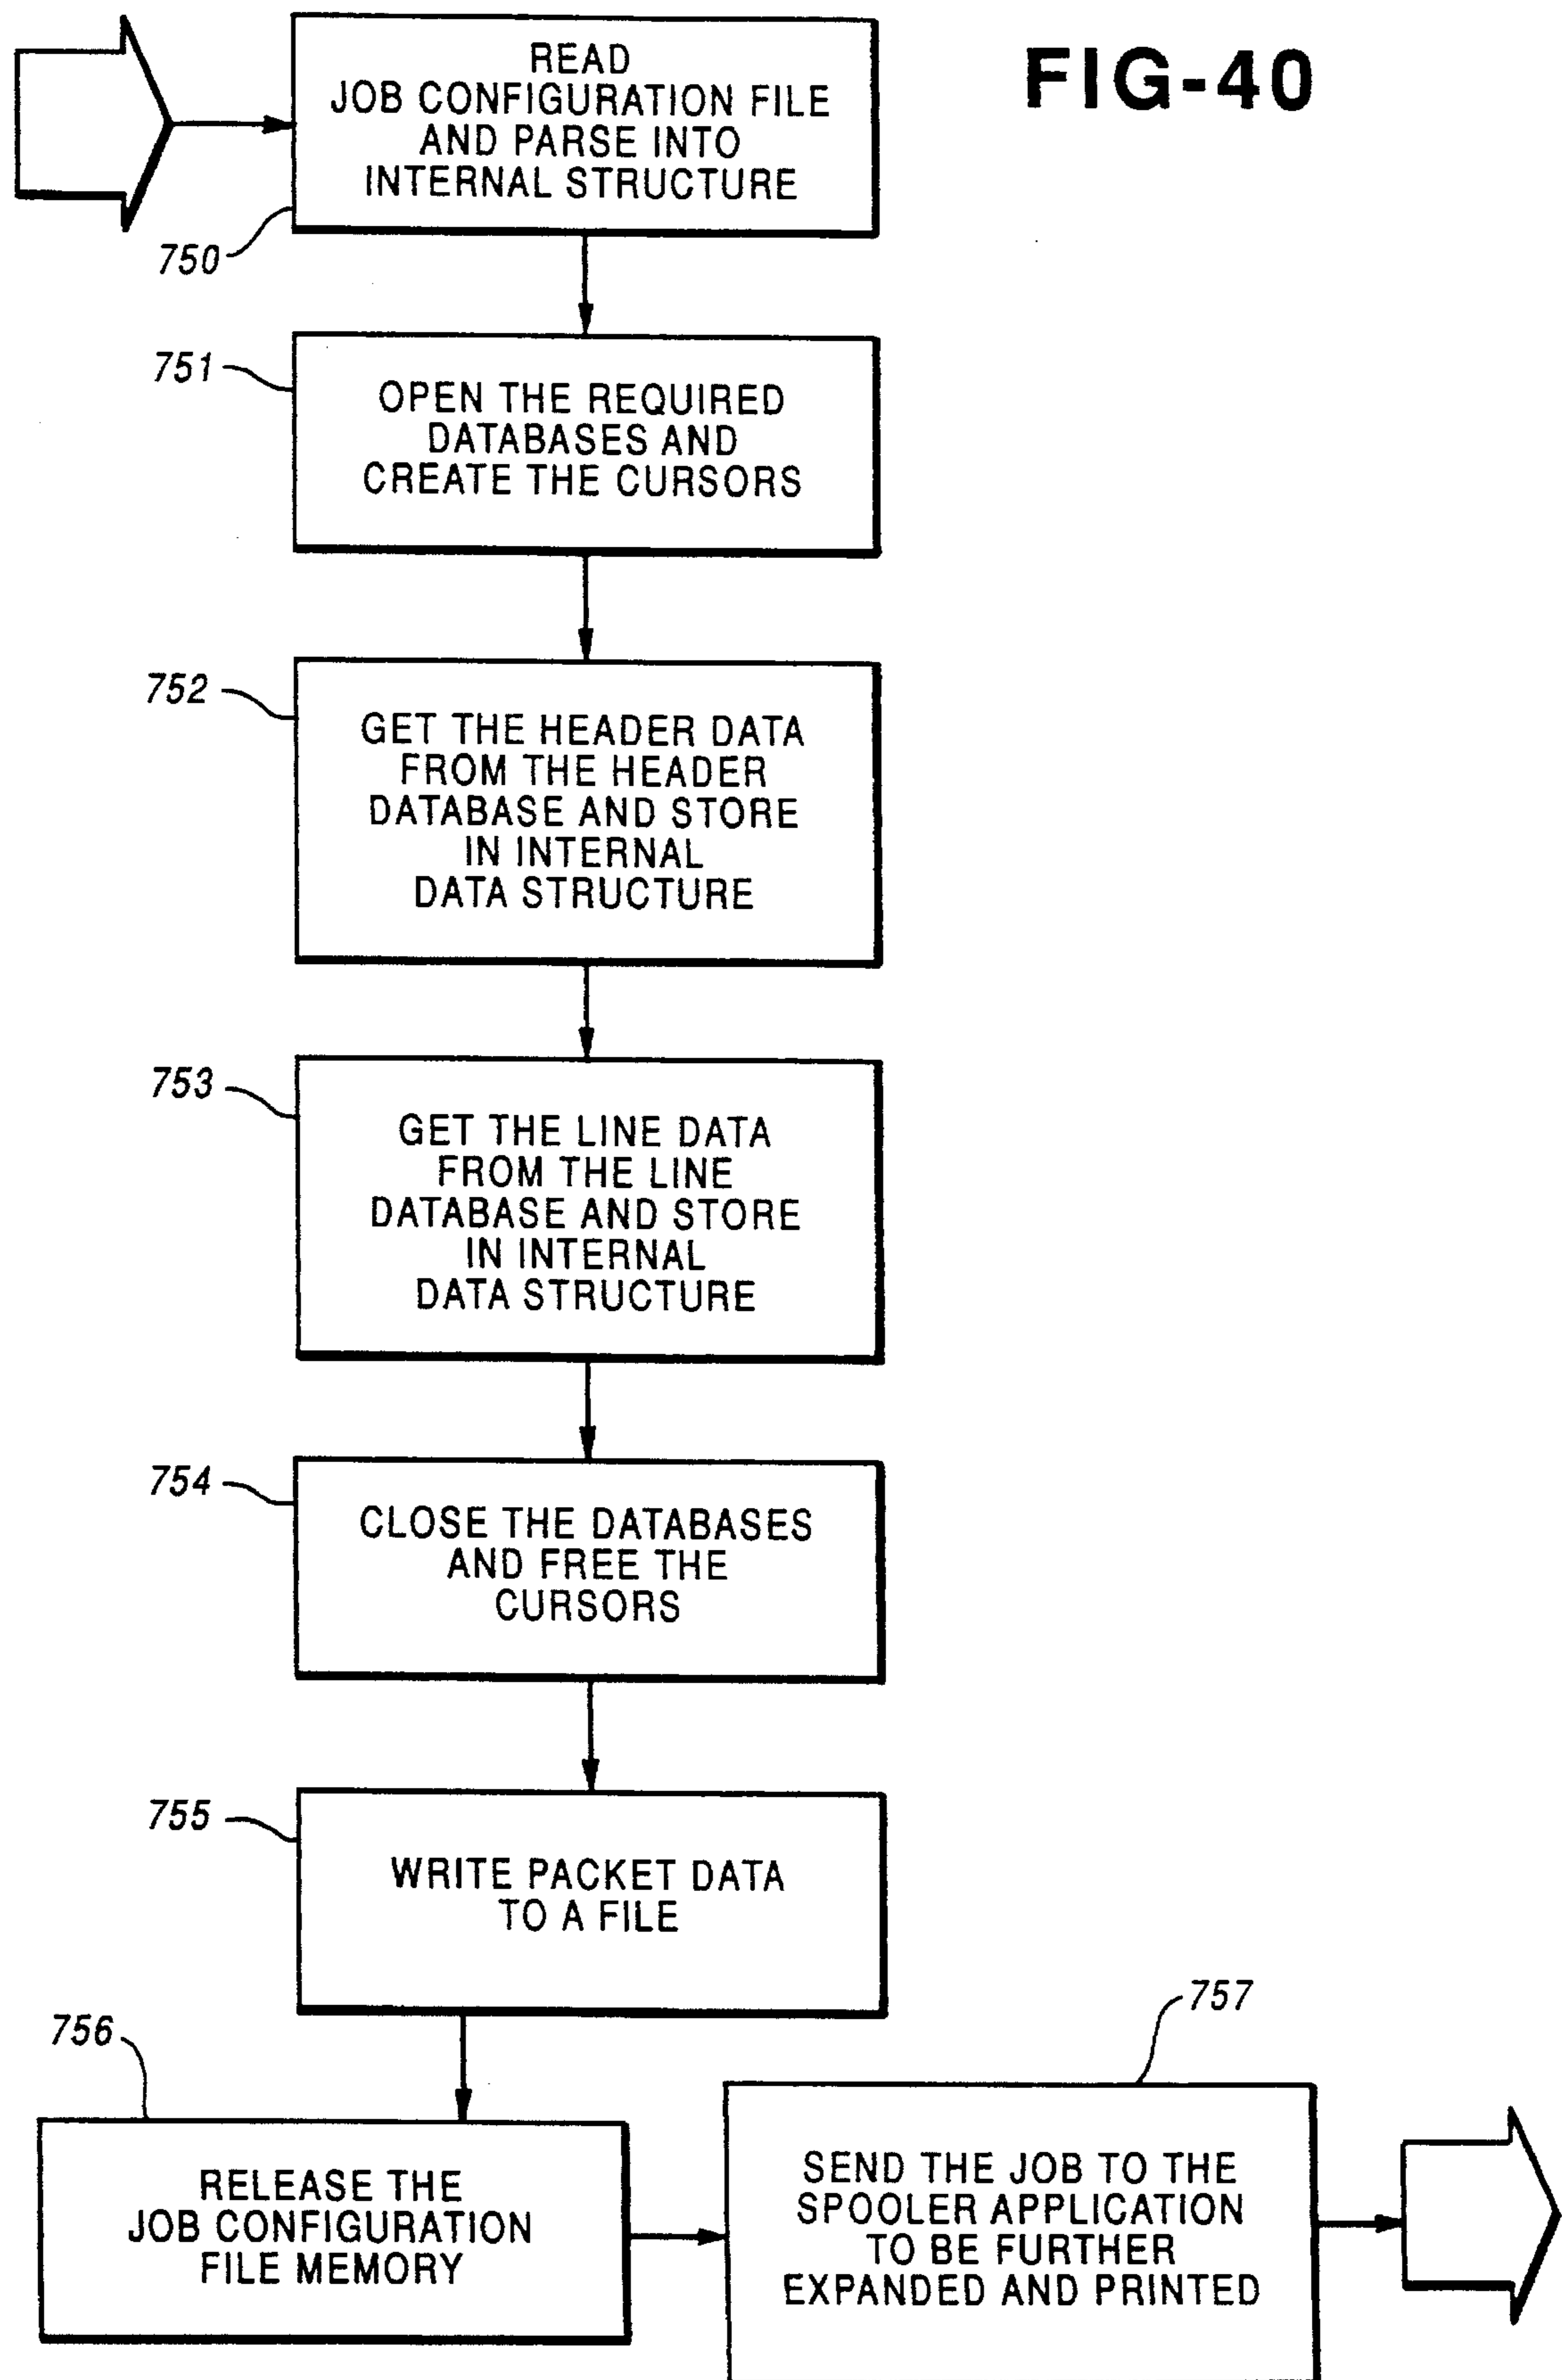 FIG-40
READ
JOB CONFIGURATION FILE
AND PARSE INTO
INTERNAL STRUCTURE
750
751
OPEN THE REQUIRED
DATABASES AND
CREATE THE CURSORS
752
GET THE HEADER DATA
FROM THE HEADER
DATABASE AND STORE
IN INTERNAL
DATA STRUCTURE
753
GET THE LINE DATA
FROM THE LINE
DATABASE AND STORE
IN INTERNAL
DATA STRUCTURE
754
CLOSE THE DATABASES
AND FREE THE
CURSORS
755
WRITE PACKET DATA
TO A FILE
756
RELEASE THE
JOB CONFIGURATION
FILE MEMORY
757
SEND THE JOB TO THE
SPOOLER APPLICATION
TO BE FURTHER
EXPANDED AND PRINTED